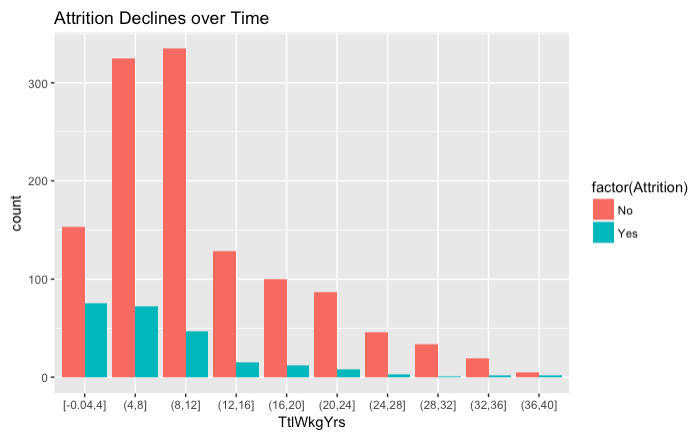 Attrition Declines over Time
300
200
100
0
count
[-0.04,4] (4,8] (8,12] (12,16] (16,20] (20,24] (24,28] (28,32] (32,36] (36,40]
TtlWkgYrs
factor(Attrition)
No
Yes